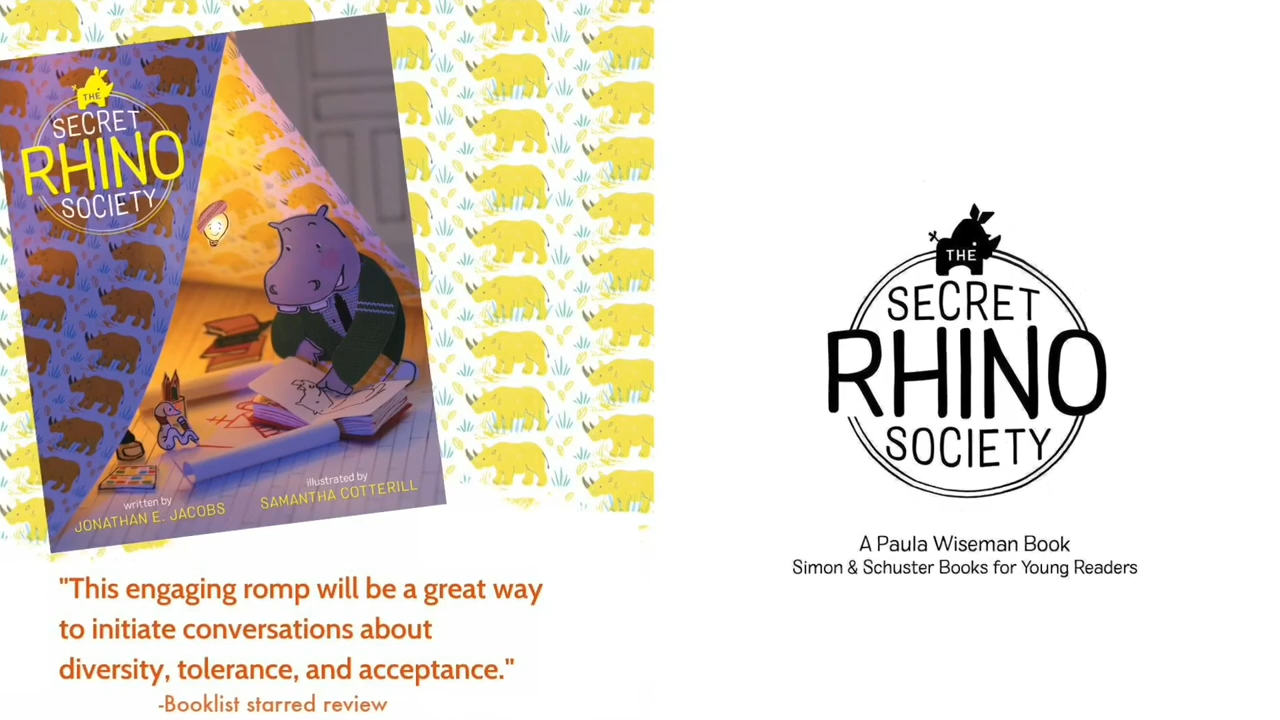 THE
SECRET
RHINO
SOCIETY
written by
JONATHAN E. JACOBS
illustrated by
SAMANTHA COTTERILL
"This engaging romp will be a great way
to initiate conversations about
diversity, tolerance, and acceptance."
-Booklist starred review
THE
SECRET
RHINO
SOCIETY
A Paula Wiseman Book
Simon & Schuster Books for Young Readers